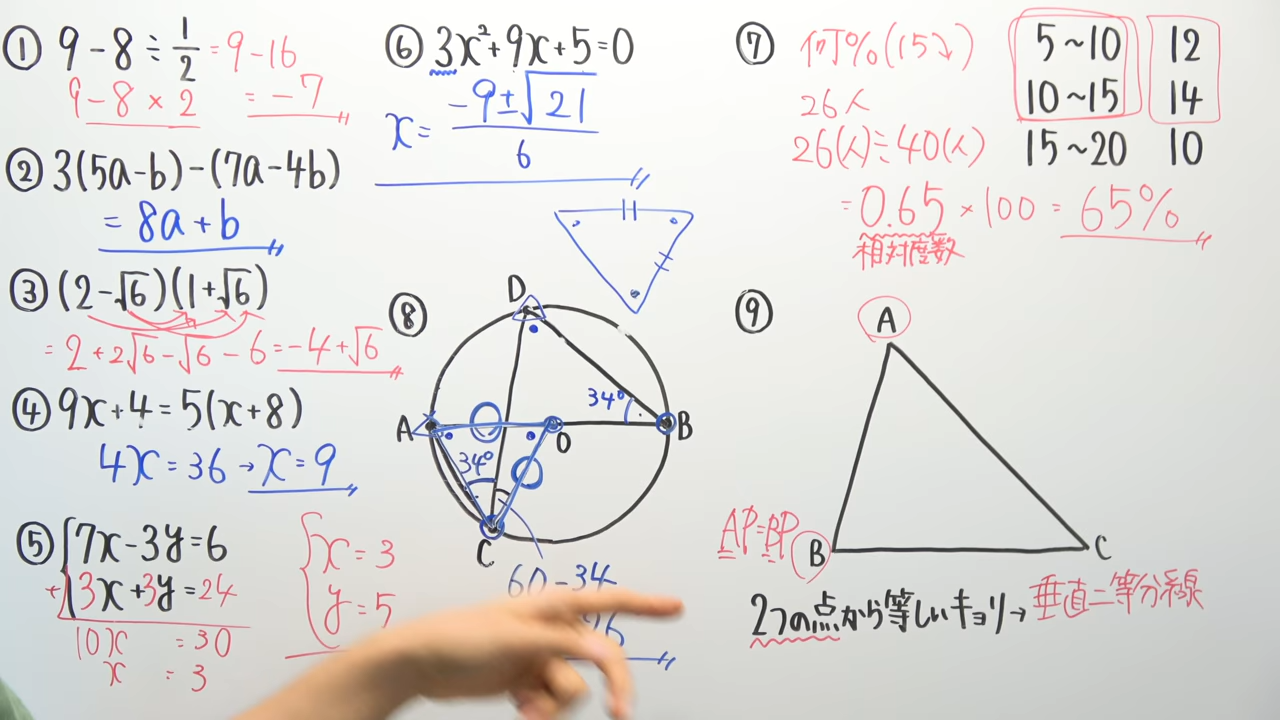 ① 9-8÷1/2=9-16
9-8×2 =-7
② 3(5a-b)-(7a-4b)
=8a+b
③ (2-√6)(1+√6)
=2+2√6-√6-6=-4+√6
④ 9x+4=5(x+8)
4x=36→x=9
⑤ {7x-3y=6
+ 3x+3y=24
10x =30
x =3
{x=3
y=5
⑥ 3x²+9x+5=0
x= -9±√21/6
⑧
D
A
O
B
C
34°
34°
60-34
26
⑦ 何%(15↘)
26人
26(人)÷40(人)
=0.65×100=65%
相対度数
5~10 12
10~15 14
15~20 10
⑨
A
B
C
AP=BP
2つの点から等しいキョリ→垂直二等分線